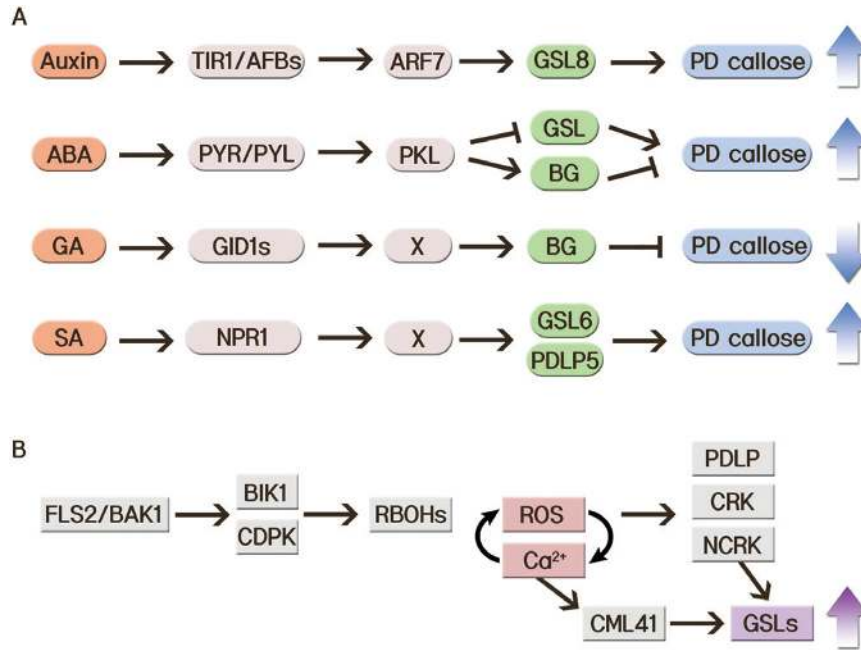 A
Auxin TIR1/AFBs ARF7 GSL8 PD callose
ABA PYR/PYL PKL GSL BG PD callose
GA GID1s X BG PD callose
SA NPR1 X GSL6 PDLP5 PD callose
B
FLS2/BAK1 BIK1 CDPK RBOHs ROS Ca²⁺ PDLP CRK NCRK
CML41 GSLs